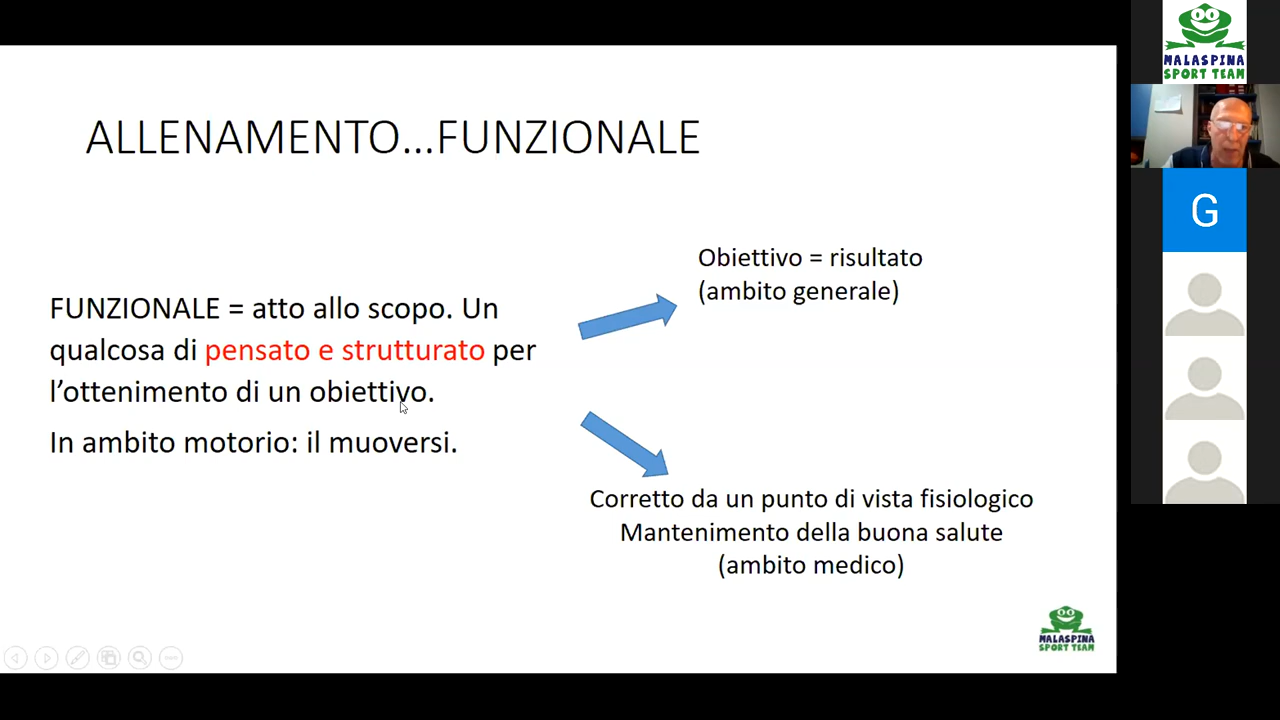 ALLENAMENTO...FUNZIONALE
FUNZIONALE = atto allo scopo. Un
qualcosa di pensato e strutturato per
l’ottenimento di un obiettivo.
In ambito motorio: il muoversi.
Obiettivo = risultato
(ambito generale)
Corretto da un punto di vista fisiologico
Mantenimento della buona salute
(ambito medico)
MALASPINA
SPORT TEAM
MALASPINA
SPORT TEAM
G